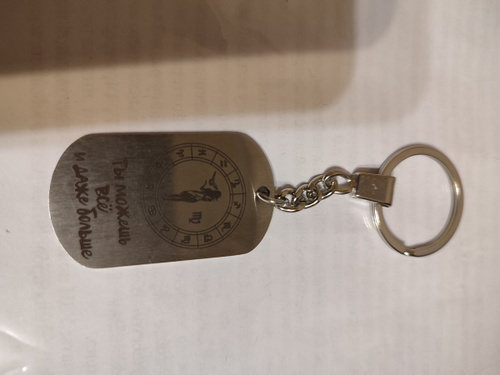 Ты можешь
всё
и даже больше